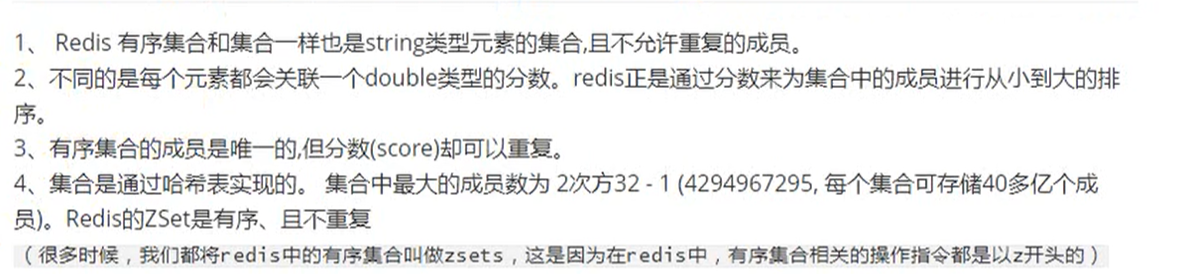 1、 Redis 有序集合和集合一样也是string类型元素的集合,且不允许重复的成员。
2、不同的是每个元素都会关联一个double类型的分数。redis正是通过分数来为集合中的成员进行从小到大的排
序。
3、有序集合的成员是唯一的,但分数(score)却可以重复。
4、集合是通过哈希表实现的。 集合中最大的成员数为 2次方32 - 1 (4294967295, 每个集合可存储40多亿个成
员)。Redis的ZSet是有序、且不重复
（很多时候，我们都将redis中的有序集合叫做zsets，这是因为在redis中，有序集合相关的操作指令都是以z开头的）